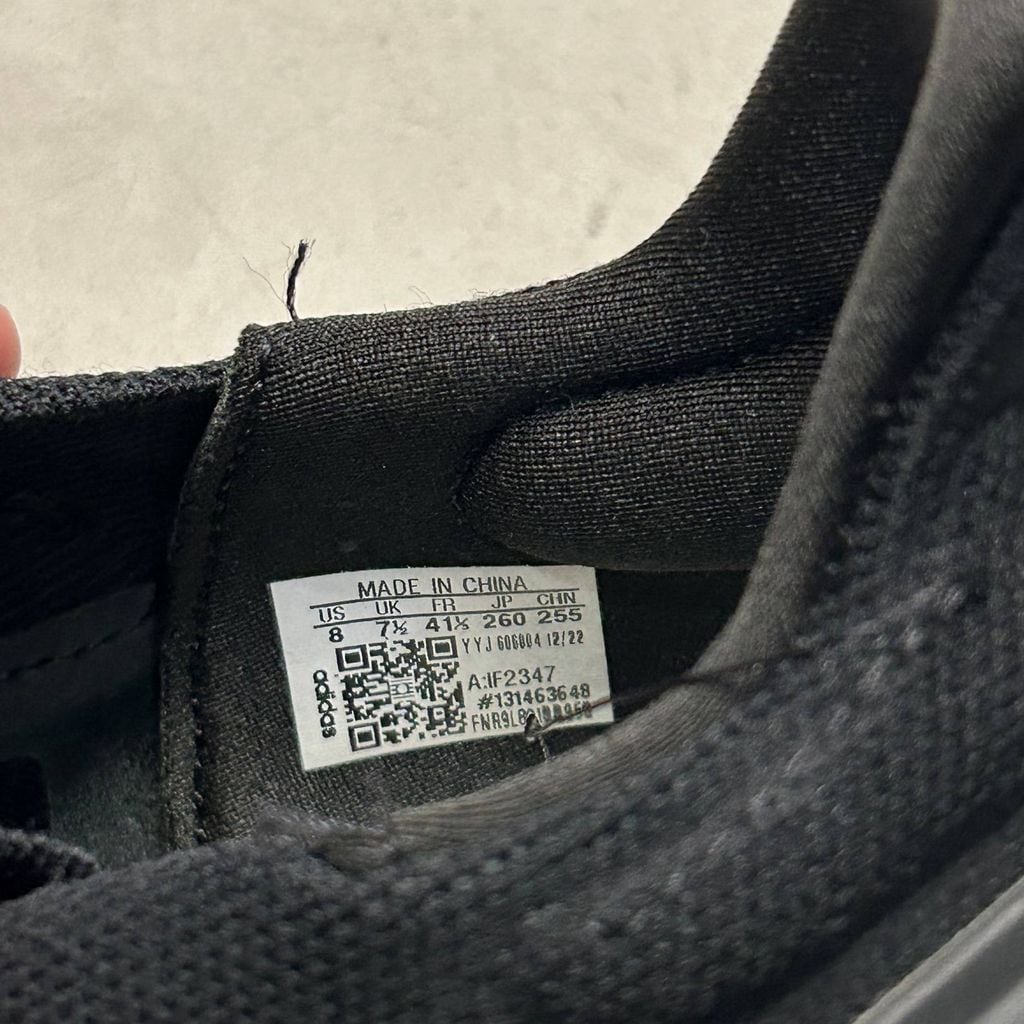 MADE IN CHINA
US UK FR JP CHN
8 7½ 41⅓ 260 255
YYJ 606004 12/22
A:IF2347
#131463648
adidas